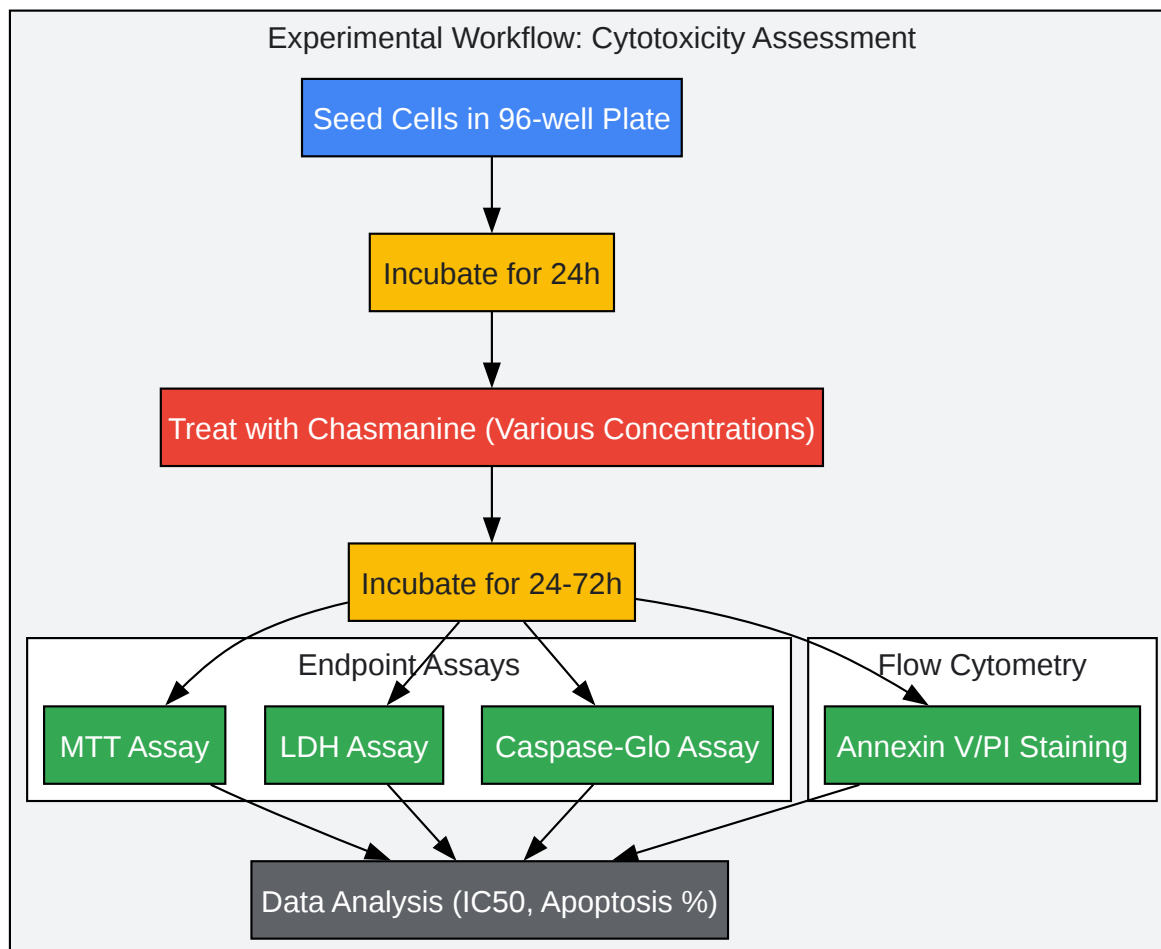 Experimental Workflow: Cytotoxicity Assessment
Seed Cells in 96-well Plate
Incubate for 24h
Treat with Chasmanine (Various Concentrations)
Incubate for 24-72h
Endpoint Assays
Flow Cytometry
MTT Assay
LDH Assay
Caspase-Glo Assay
Annexin V/PI Staining
Data Analysis (IC50, Apoptosis %)